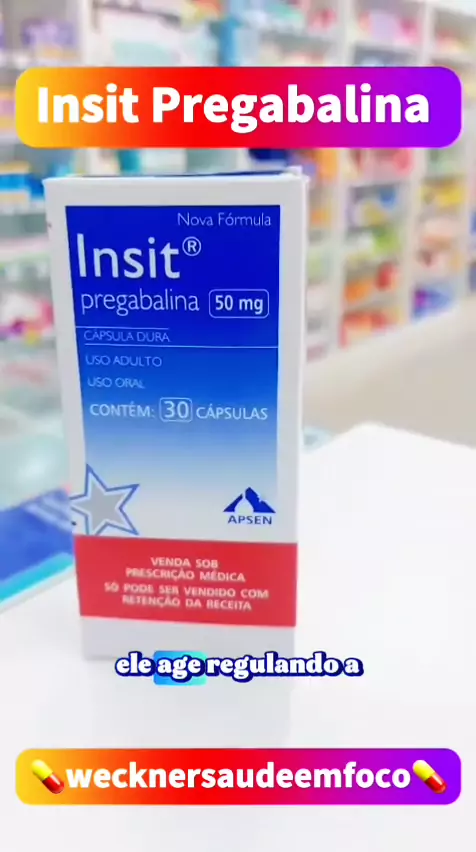 Insit Pregabalina
Nova Fórmula
Insit®
pregabalina 50 mg
CÁPSULA DURA
USO ADULTO
USO ORAL
CONTÉM: 30 CÁPSULAS
APSEN
VENDA SOB
PRESCRIÇÃO MÉDICA
SÓ PODE SER VENDIDO COM
RETENÇÃO DA RECEITA
ele age regulando a
💊wecknersaudeemfoco💊